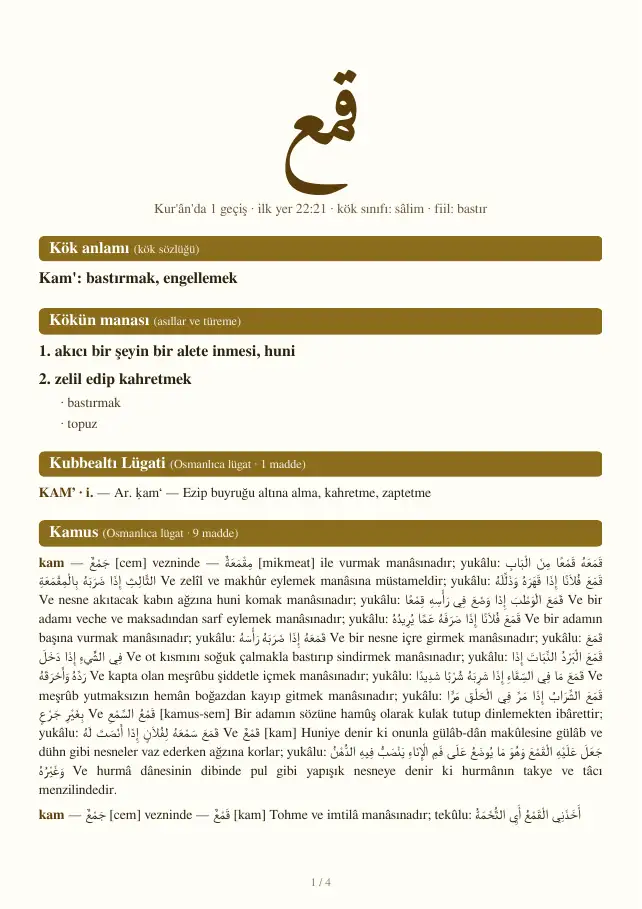 قمع
Kur'ân'da 1 geçiş · ilk yer 22:21 · kök sınıfı: sâlim · fiil: bastır
Kök anlamı (kök sözlüğü)
Kam': bastırmak, engellemek
Kökün manası (asıllar ve türeme)
1. akıcı bir şeyin bir alete inmesi, huni
2. zelil edip kahretmek
· bastırmak
· topuz
Kubbealtı Lügati (Osmanlıca lügat · 1 madde)
KAM' · i. — Ar. ḳam‘ — Ezip buyruğu altına alma, kahretme, zaptetme
Kamus (Osmanlıca lügat · 9 madde)
kam — جَمْعٌ [cem] vezninde — مِقْمَعَةٌ [mikmeat] ile vurmak manâsınadır; yukâlu: قَمَعَهُ قَمْعًا مِنَ الْبَابِ
الثَّالِثِ إِذَا ضَرَبَهُ بِالْمِقْمَعَةِ Ve zelîl ve makhûr eylemek manâsına müstameldir; yukâlu: قَمَعَ فُلَانًا إِذَا قَهَرَهُ وَذَلَّلَهُ
Ve nesne akıtacak kabın ağzına huni komak manâsınadır; yukâlu: قَمَعَ الْوَطْبَ إِذَا وَضَعَ فِي رَأْسِهِ قِمْعًا Ve bir
adamı veche ve maksadından sarf eylemek manâsınadır; yukâlu: قَمَعَ فُلَانًا إِذَا صَرَفَهُ عَمَّا يُرِيدُهُ Ve bir adamın
başına vurmak manâsınadır; yukâlu: قَمَعَهُ إِذَا ضَرَبَهُ رَأْسَهُ Ve bir nesne içre girmek manâsınadır; yukâlu: قَمَعَ
فِي الشَّيْءِ إِذَا دَخَلَ Ve ot kısmını soğuk çalmakla bastırıp sindirmek manâsınadır; yukâlu: قَمَعَ الْبَرْدُ النَّبَاتَ إِذَا
رَدَّهُ وَأَحْرَقَهُ Ve kapta olan meşrûbu şiddetle içmek manâsınadır; yukâlu: قَمَعَ مَا فِي السِّقَاءِ إِذَا شَرِبَهُ شُرْبًا شَدِيدًا Ve
meşrûb yutmaksızın hemân boğazdan kayıp gitmek manâsınadır; yukâlu: قَمَعَ الشَّرَابُ إِذَا مَرَّ فِي الْحَلْقِ مَرًّا
بِغَيْرِ جَرْعٍ Ve قَمْعُ السَّمْعِ [kamus-sem] Bir adamın sözüne hamûş olarak kulak tutup dinlemekten ibârettir;
yukâlu: قَمَعَ سَمْعَهُ لِفُلَانٍ إِذَا أَنْصَتَ لَهُ Ve قَمْعٌ [kam] Huniye denir ki onunla gülâb-dân makûlesine gülâb ve
dühn gibi nesneler vaz ederken ağzına korlar; yukâlu: جَعَلَ عَلَيْهِ الْقَمْعَ وَهُوَ مَا يُوضَعُ عَلَى فَمِ الْإِنَاءِ يَنْصَبُّ فِيهِ الدُّهْنُ
وَغَيْرُهُ Ve hurmâ dânesinin dibinde pul gibi yapışık nesneye denir ki hurmânın takye ve tâcı
menzilindedir.
kam — جَمْعٌ [cem] vezninde — قَمْعٌ [kam] Tohme ve imtilâ manâsınadır; tekûlu: أَخَذَنِي الْقَمْعُ أَيِ التُّخَمَةُ
1 / 4